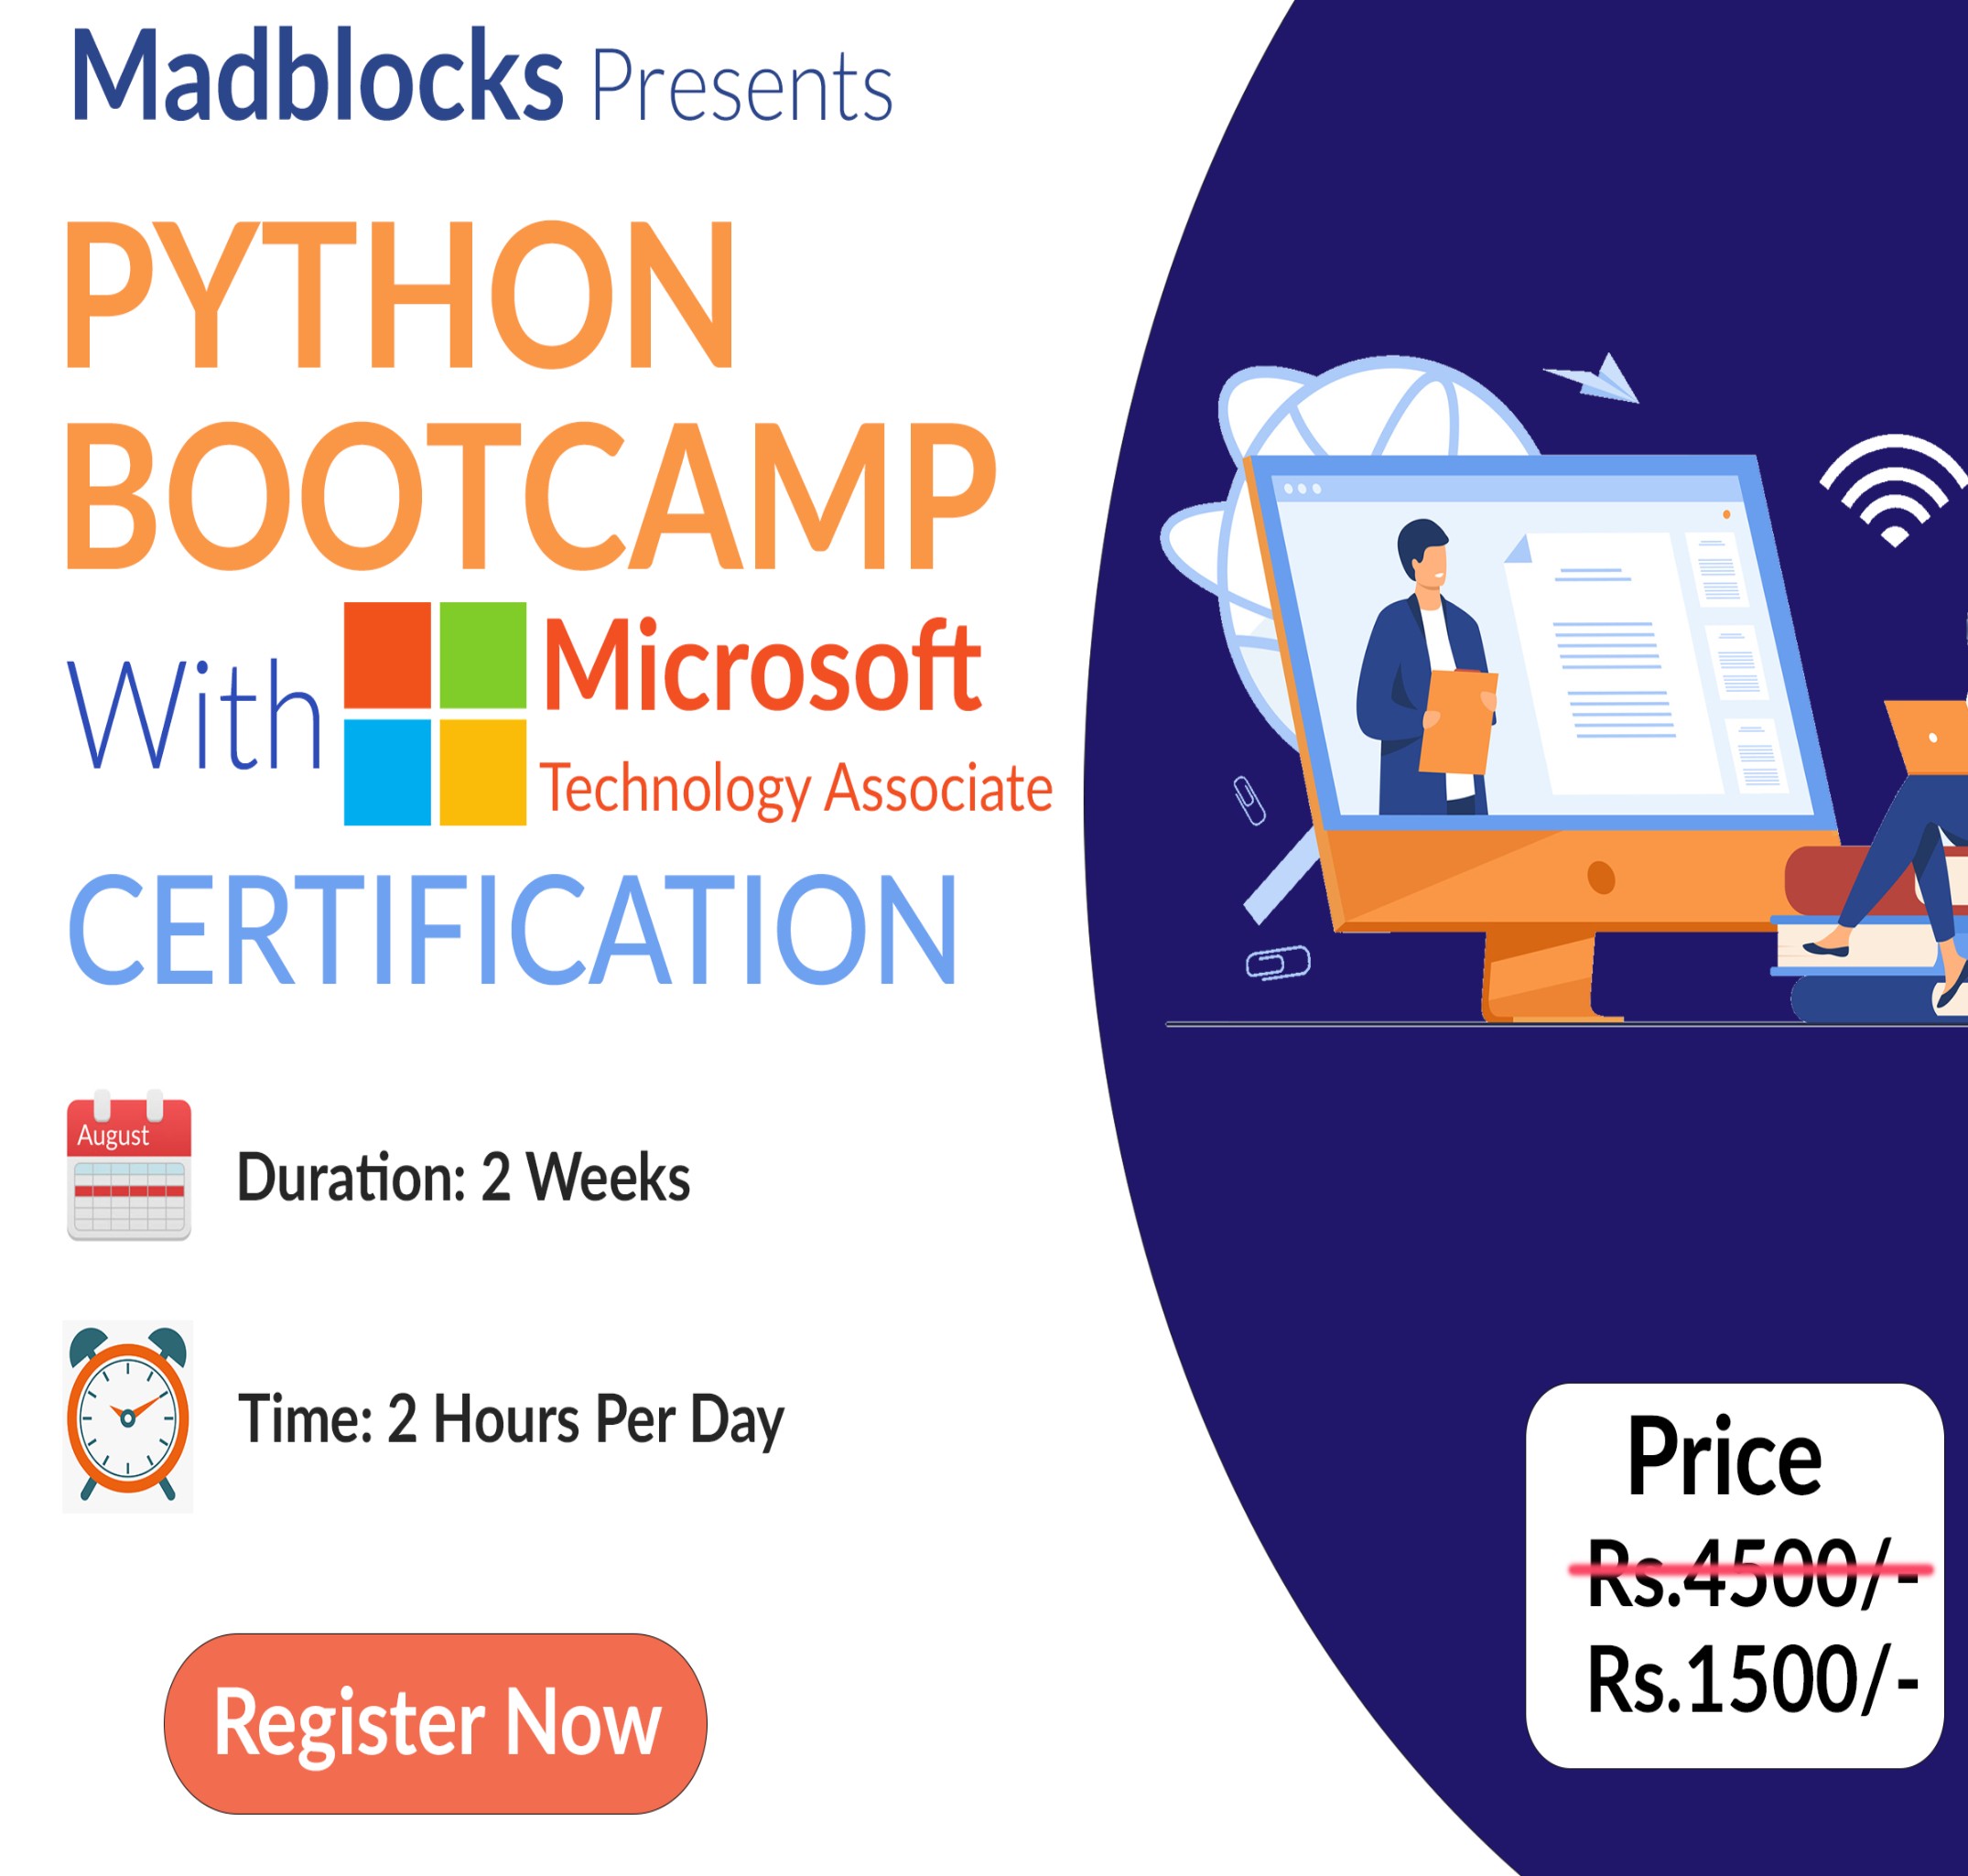 Madblocks Presents
PYTHON
BOOTCAMP
With Microsoft
Technology Associate
CERTIFICATION
August
Duration: 2 Weeks
Time: 2 Hours Per Day
Register Now
Price
Rs.4500/-
Rs.1500/-